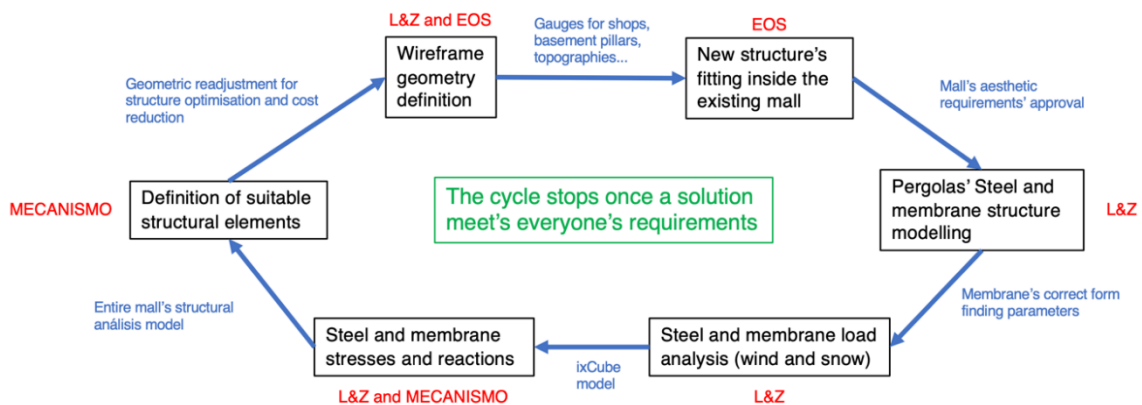 L&Z and EOS
Wireframe
geometry
definition
Gauges for shops,
basement pillars,
topographies...
EOS
New structure's
fitting inside the
existing mall
Mall's aesthetic
requirements' approval
Pergolas' Steel and
membrane structure
modelling
L&Z
Membrane's correct form
finding parameters
Steel and membrane load
analysis (wind and snow)
L&Z
ixCube
model
Steel and membrane
stresses and reactions
L&Z and MECANISMO
Entire mall's structural
análisis model
MECANISMO
Definition of suitable
structural elements
Geometric readjustment for
structure optimisation and cost
reduction
The cycle stops once a solution
meet's everyone's requirements